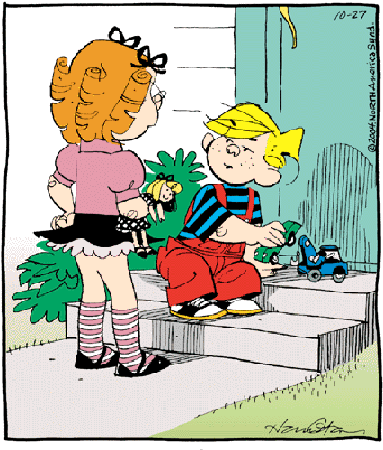 10-27
©2004, NORTH AMERICA SYND.